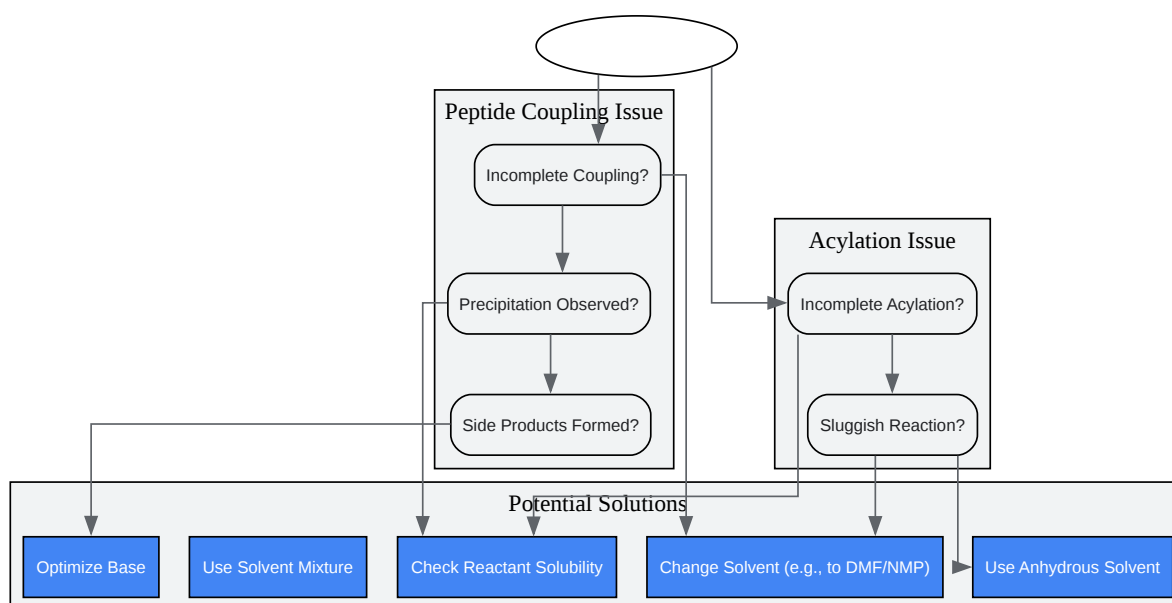 Peptide Coupling Issue
Incomplete Coupling?
Precipitation Observed?
Side Products Formed?
Acylation Issue
Incomplete Acylation?
Sluggish Reaction?
Potential Solutions
Optimize Base
Use Solvent Mixture
Check Reactant Solubility
Change Solvent (e.g., to DMF/NMP)
Use Anhydrous Solvent